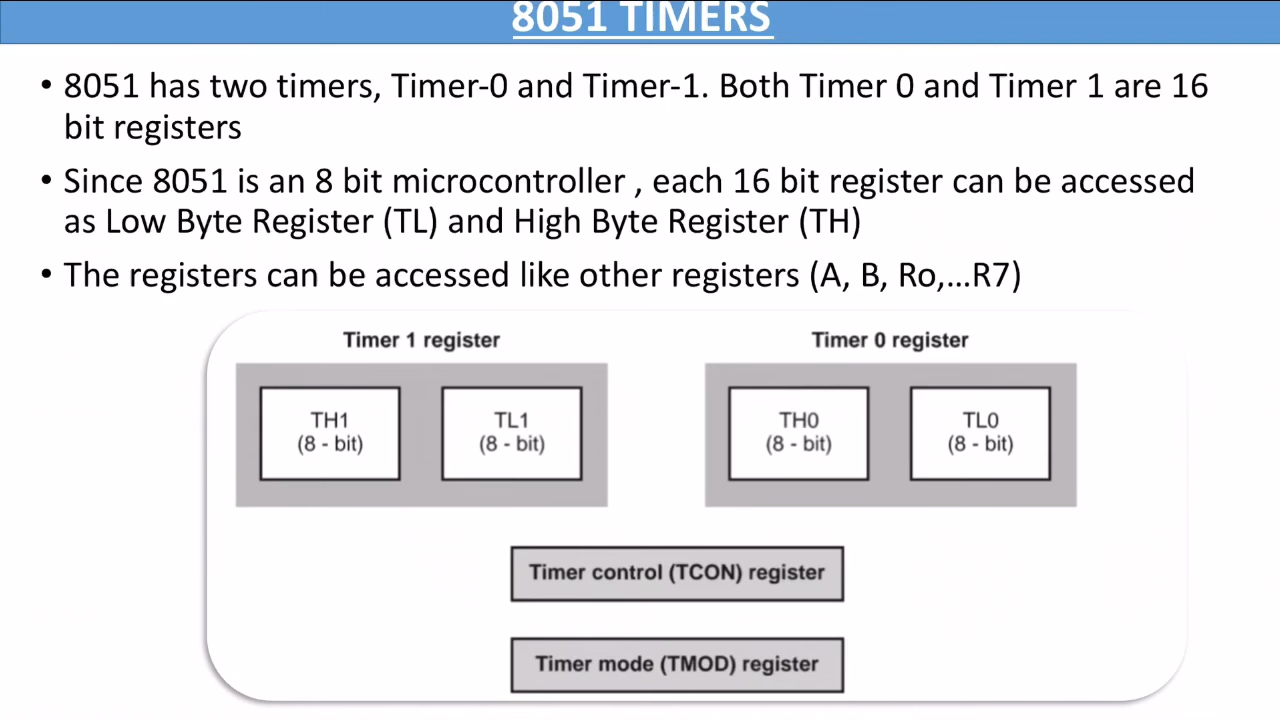 8051 TIMERS
• 8051 has two timers, Timer-0 and Timer-1. Both Timer 0 and Timer 1 are 16
bit registers
• Since 8051 is an 8 bit microcontroller , each 16 bit register can be accessed
as Low Byte Register (TL) and High Byte Register (TH)
• The registers can be accessed like other registers (A, B, Ro,...R7)
Timer 1 register
TH1
(8 - bit)
TL1
(8 - bit)
Timer 0 register
TH0
(8 - bit)
TL0
(8 - bit)
Timer control (TCON) register
Timer mode (TMOD) register